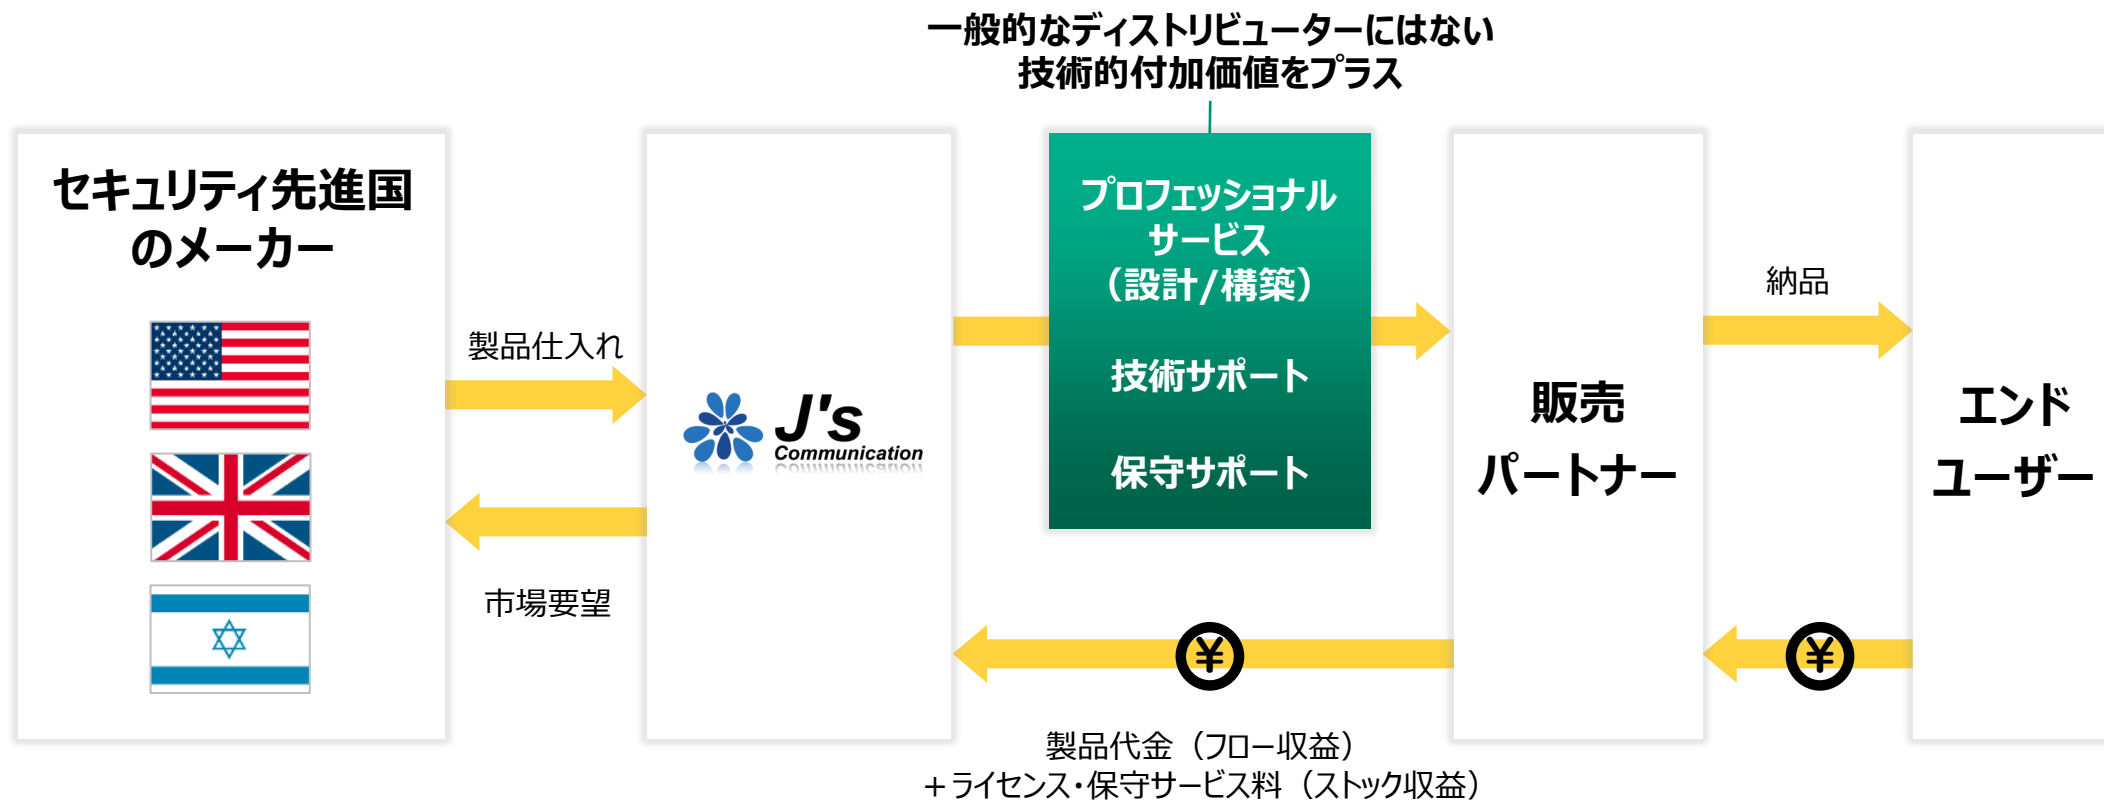 一般的なディストリビューターにはない
技術的付加価値をプラス
セキュリティ先進国
のメーカー
製品仕入れ
市場要望
J's
Communication
プロフェッショナル
サービス
（設計/構築）
技術サポート
保守サポート
販売
パートナー
納品
エンド
ユーザー
¥
¥
製品代金（フロー収益）
＋ライセンス・保守サービス料（ストック収益）